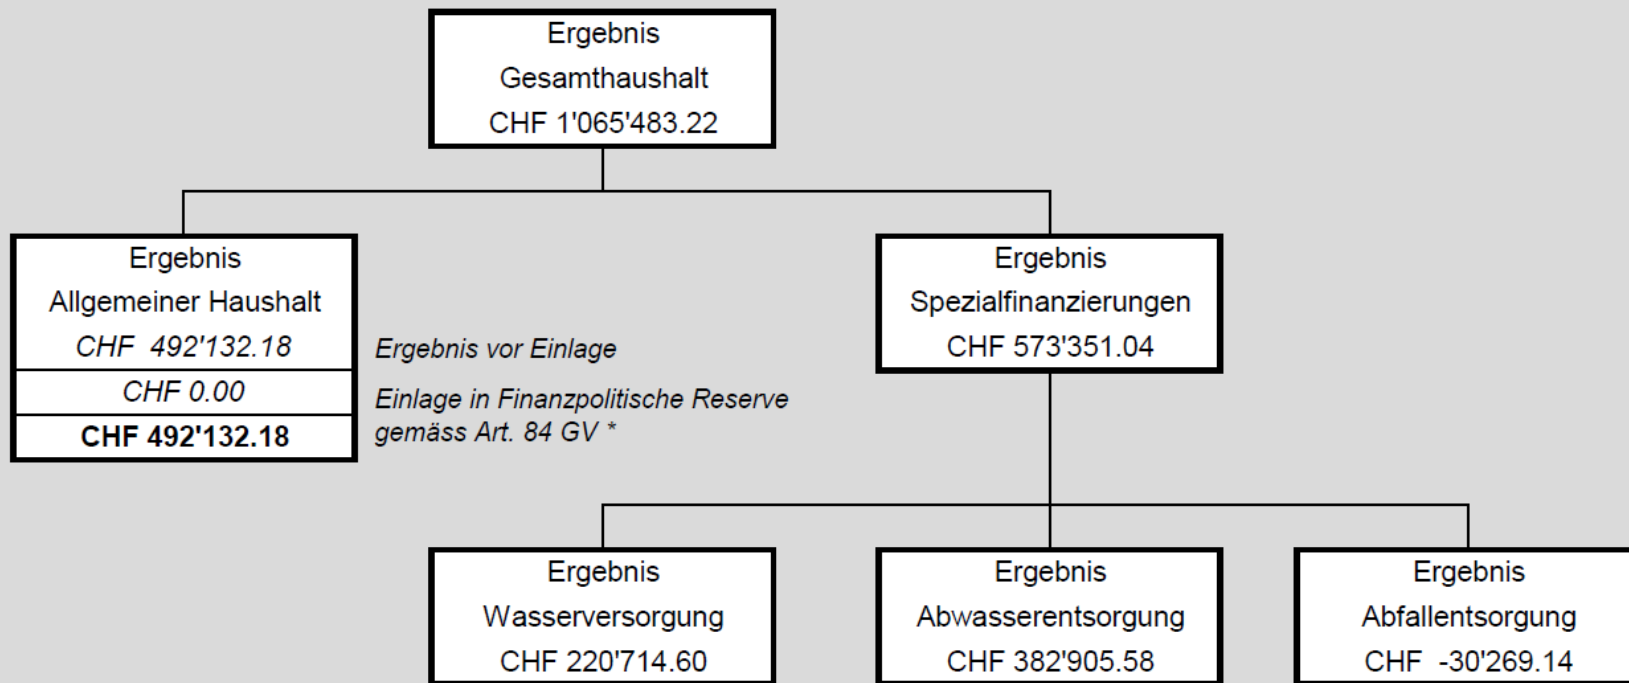 Ergebnis
Gesamthaushalt
CHF 1'065'483.22
Ergebnis
Allgemeiner Haushalt
CHF  492'132.18
CHF 0.00
CHF 492'132.18
Ergebnis vor Einlage
Einlage in Finanzpolitische Reserve
gemäss Art. 84 GV *
Ergebnis
Spezialfinanzierungen
CHF 573'351.04
Ergebnis
Wasserversorgung
CHF 220'714.60
Ergebnis
Abwasserentsorgung
CHF 382'905.58
Ergebnis
Abfallentsorgung
CHF  -30'269.14